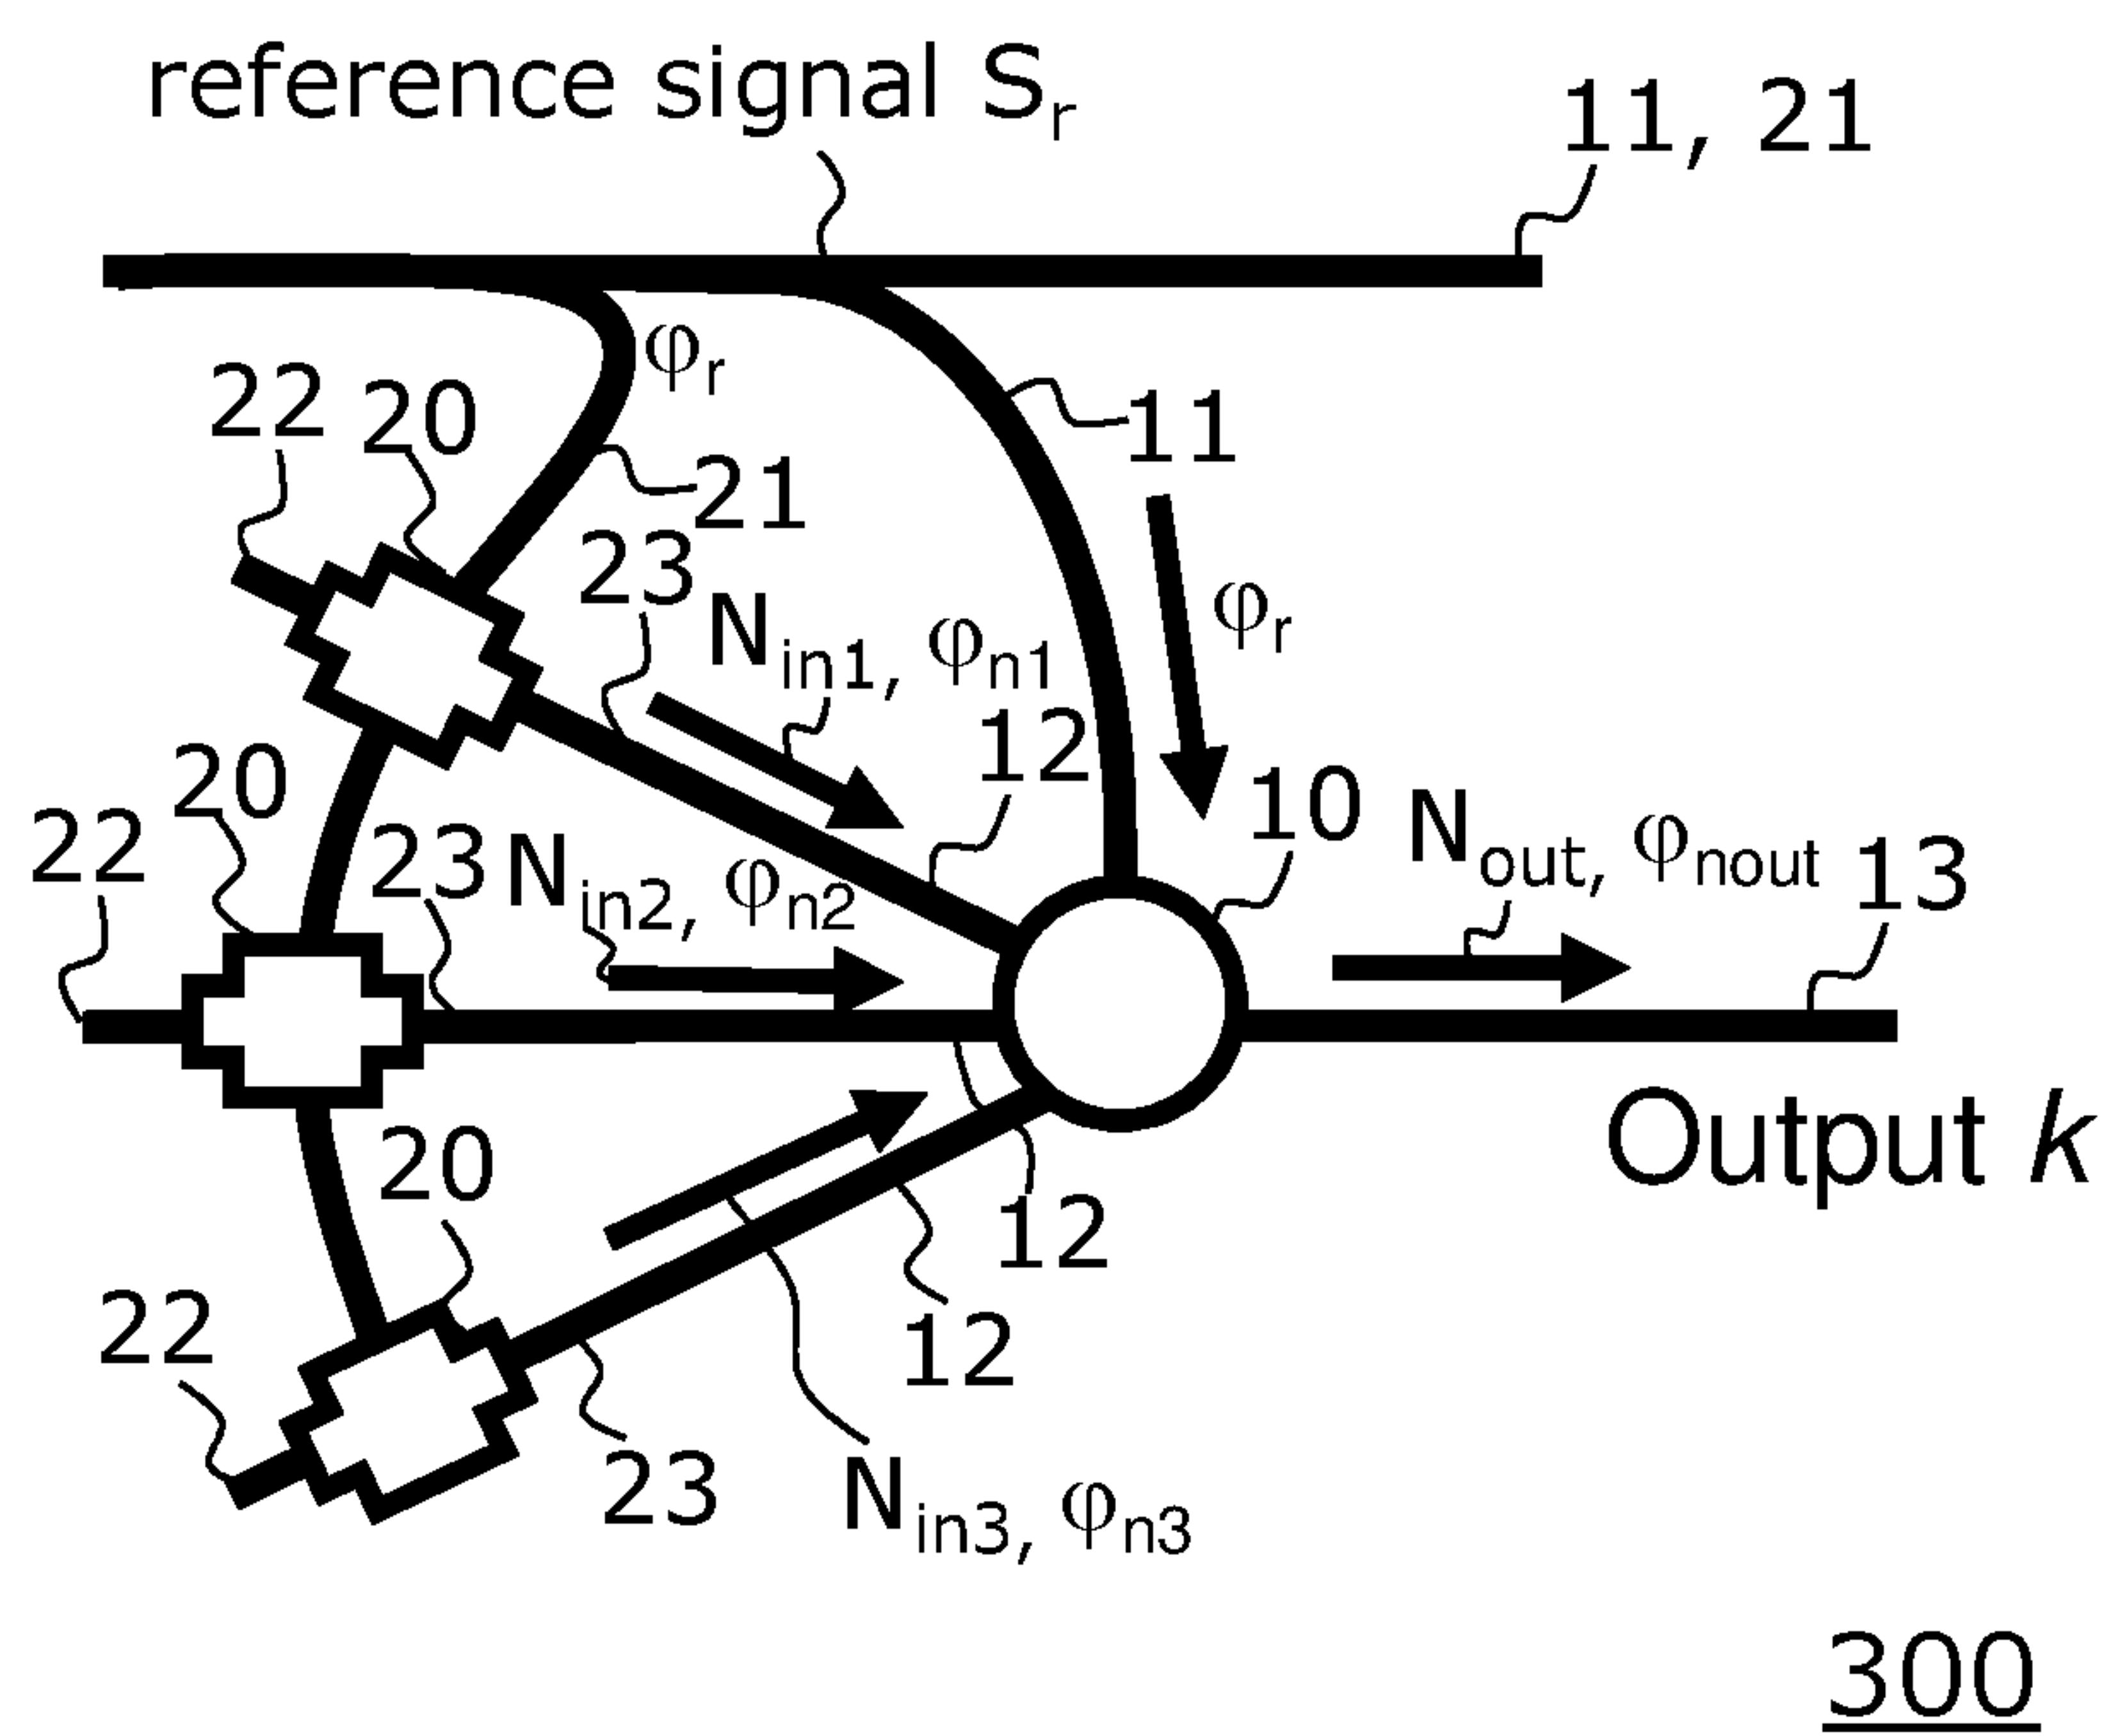 reference signal Sr
11, 21
φr
22
20
11
21
23
Nin1, φn1
φr
12
20
10
22
23
Nin2, φn2
Nout, φnout
13
Output k
20
12
22
12
23
Nin3, φn3
300